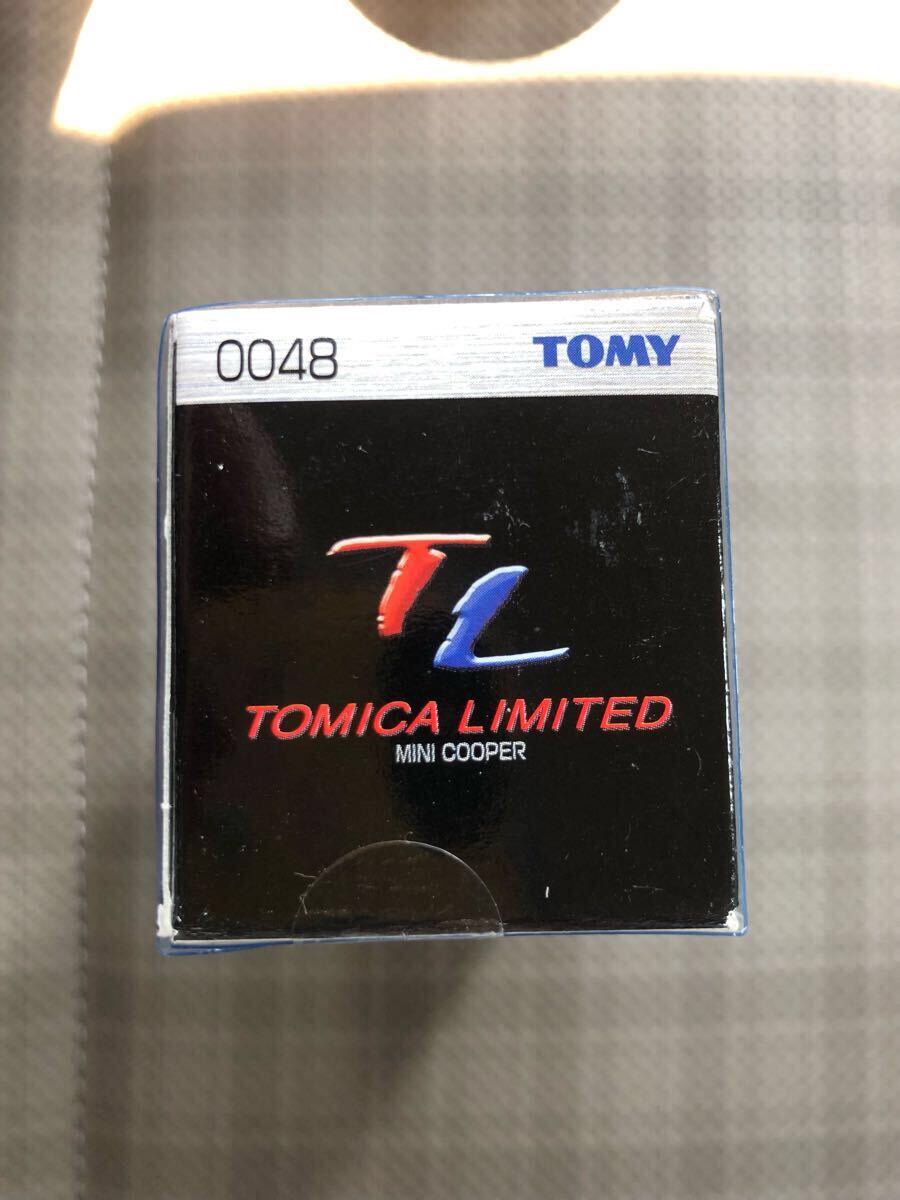 0048 TOMY
TL
TOMICA LIMITED
MINI COOPER